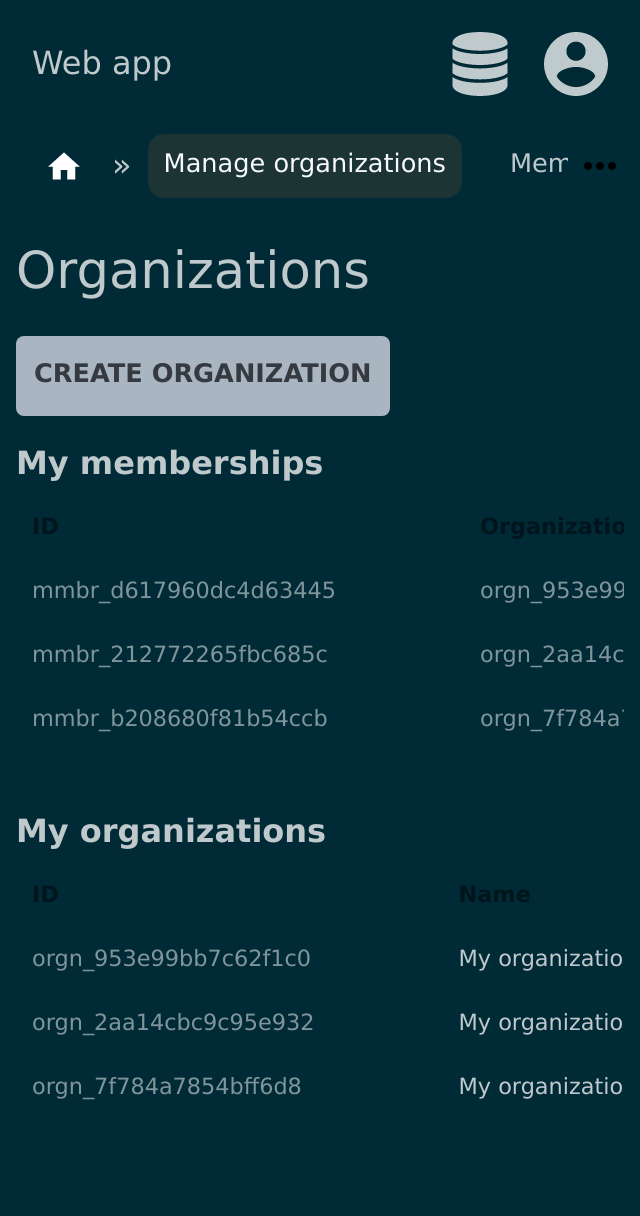 Web app
» Manage organizations Mem •••
Organizations
CREATE ORGANIZATION
My memberships
ID Organizatio
mmbr_d617960dc4d63445 orgn_953e99
mmbr_212772265fbc685c orgn_2aa14c
mmbr_b208680f81b54ccb orgn_7f784a
My organizations
ID Name
orgn_953e99bb7c62f1c0 My organizatio
orgn_2aa14cbc9c95e932 My organizatio
orgn_7f784a7854bff6d8 My organizatio